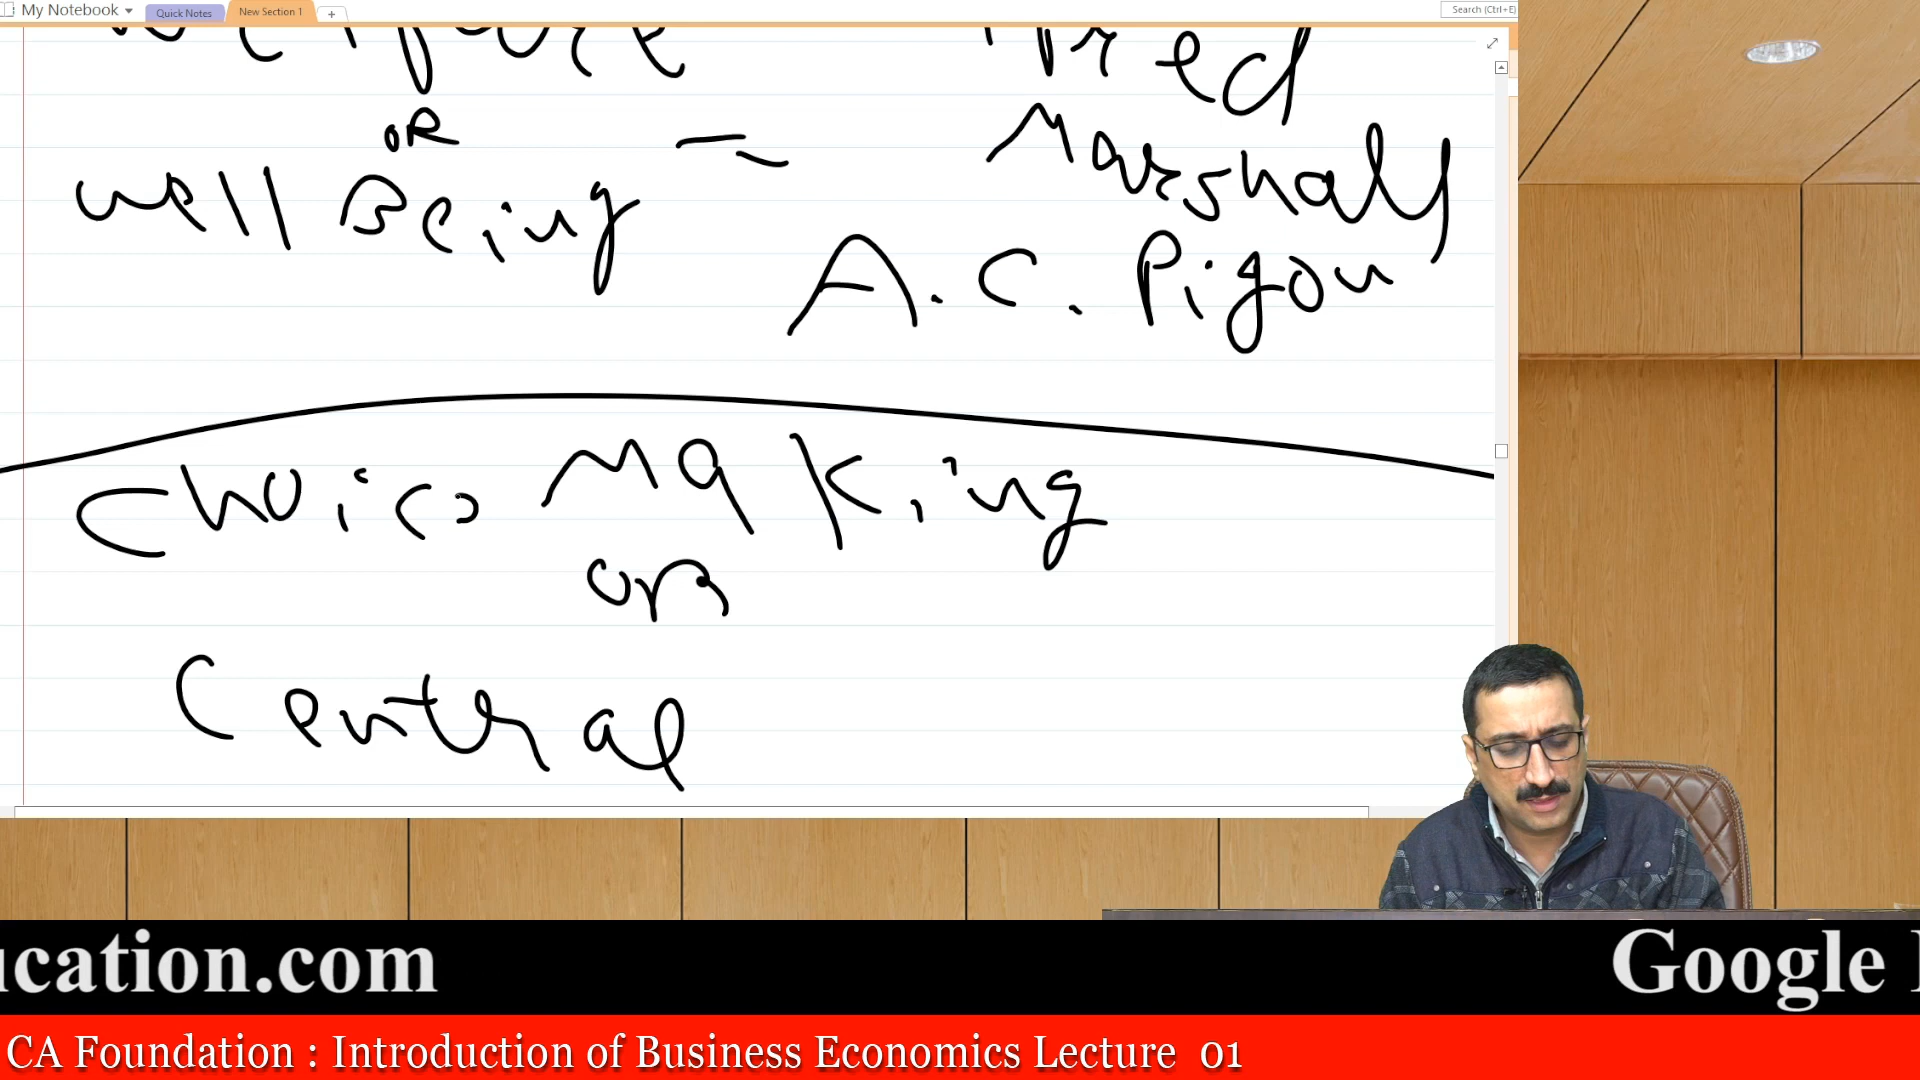 My Notebook
Quick Notes
New Section 1
Search (Ctrl+E)
OR
Marshall
well Being
A.C. Pigou
Choice Making
or
Central
ucation.com
Google
CA Foundation : Introduction of Business Economics Lecture 01